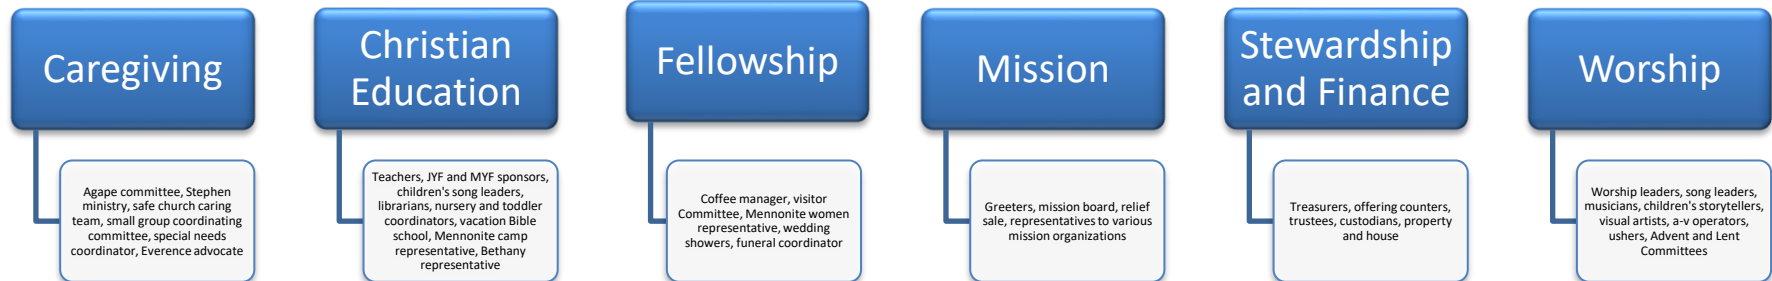 Caregiving
Agape committee, Stephen
ministry, safe church caring
team, small group coordinating
committee, special needs
coordinator, Everence advocate
Christian
Education
Teachers, JYF and MYF sponsors,
children's song leaders,
librarians, nursery and toddler
coordinators, vacation Bible
school, Mennonite camp
representative, Bethany
representative
Fellowship
Coffee manager, visitor
Committee, Mennonite women
representative, wedding
showers, funeral coordinator
Mission
Greeters, mission board, relief
sale, representatives to various
mission organizations
Stewardship
and Finance
Treasurers, offering counters,
trustees, custodians, property
and house
Worship
Worship leaders, song leaders,
musicians, children's storytellers,
visual artists, a-v operators,
ushers, Advent and Lent
Committees